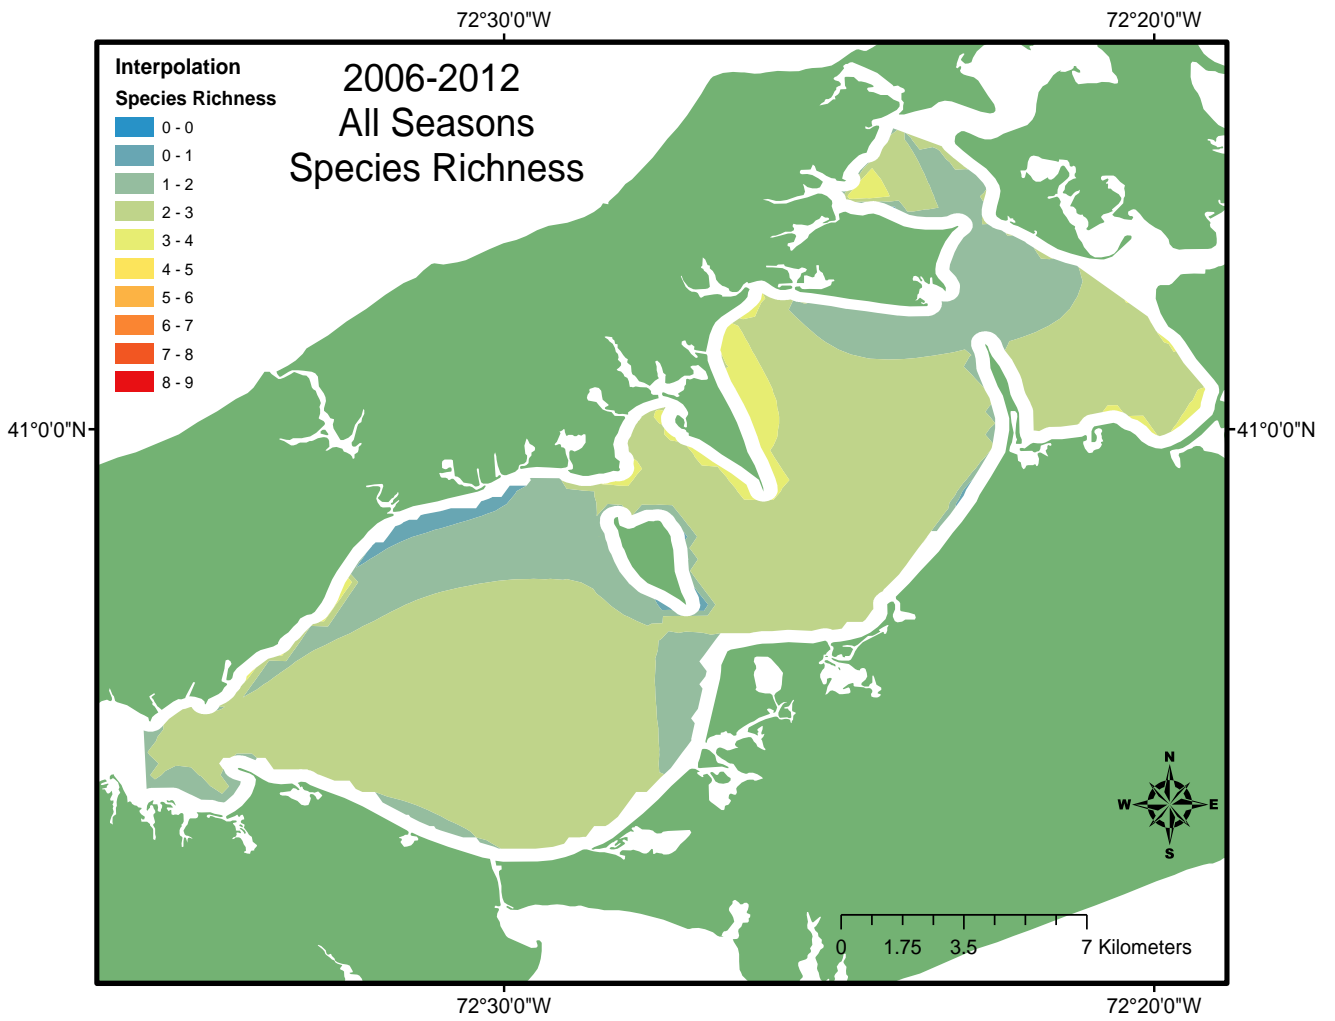 72°30'0"W 72°20'0"W
Interpolation
Species Richness
0 - 0
0 - 1
1 - 2
2 - 3
3 - 4
4 - 5
5 - 6
6 - 7
7 - 8
8 - 9
2006-2012
All Seasons
Species Richness
41°0'0"N 41°0'0"N
N
W E
S
0 1.75 3.5 7 Kilometers
72°30'0"W 72°20'0"W